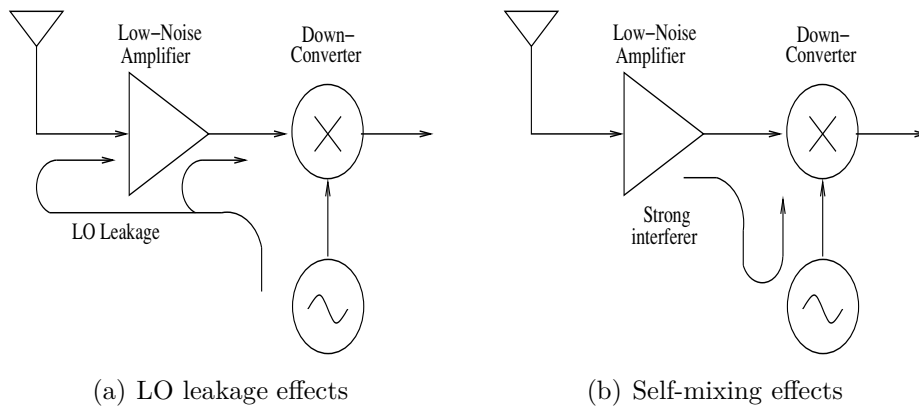 Low−Noise
Amplifier
Down−
Converter
LO Leakage
(a) LO leakage effects
Low−Noise
Amplifier
Down−
Converter
Strong
interferer
(b) Self-mixing effects